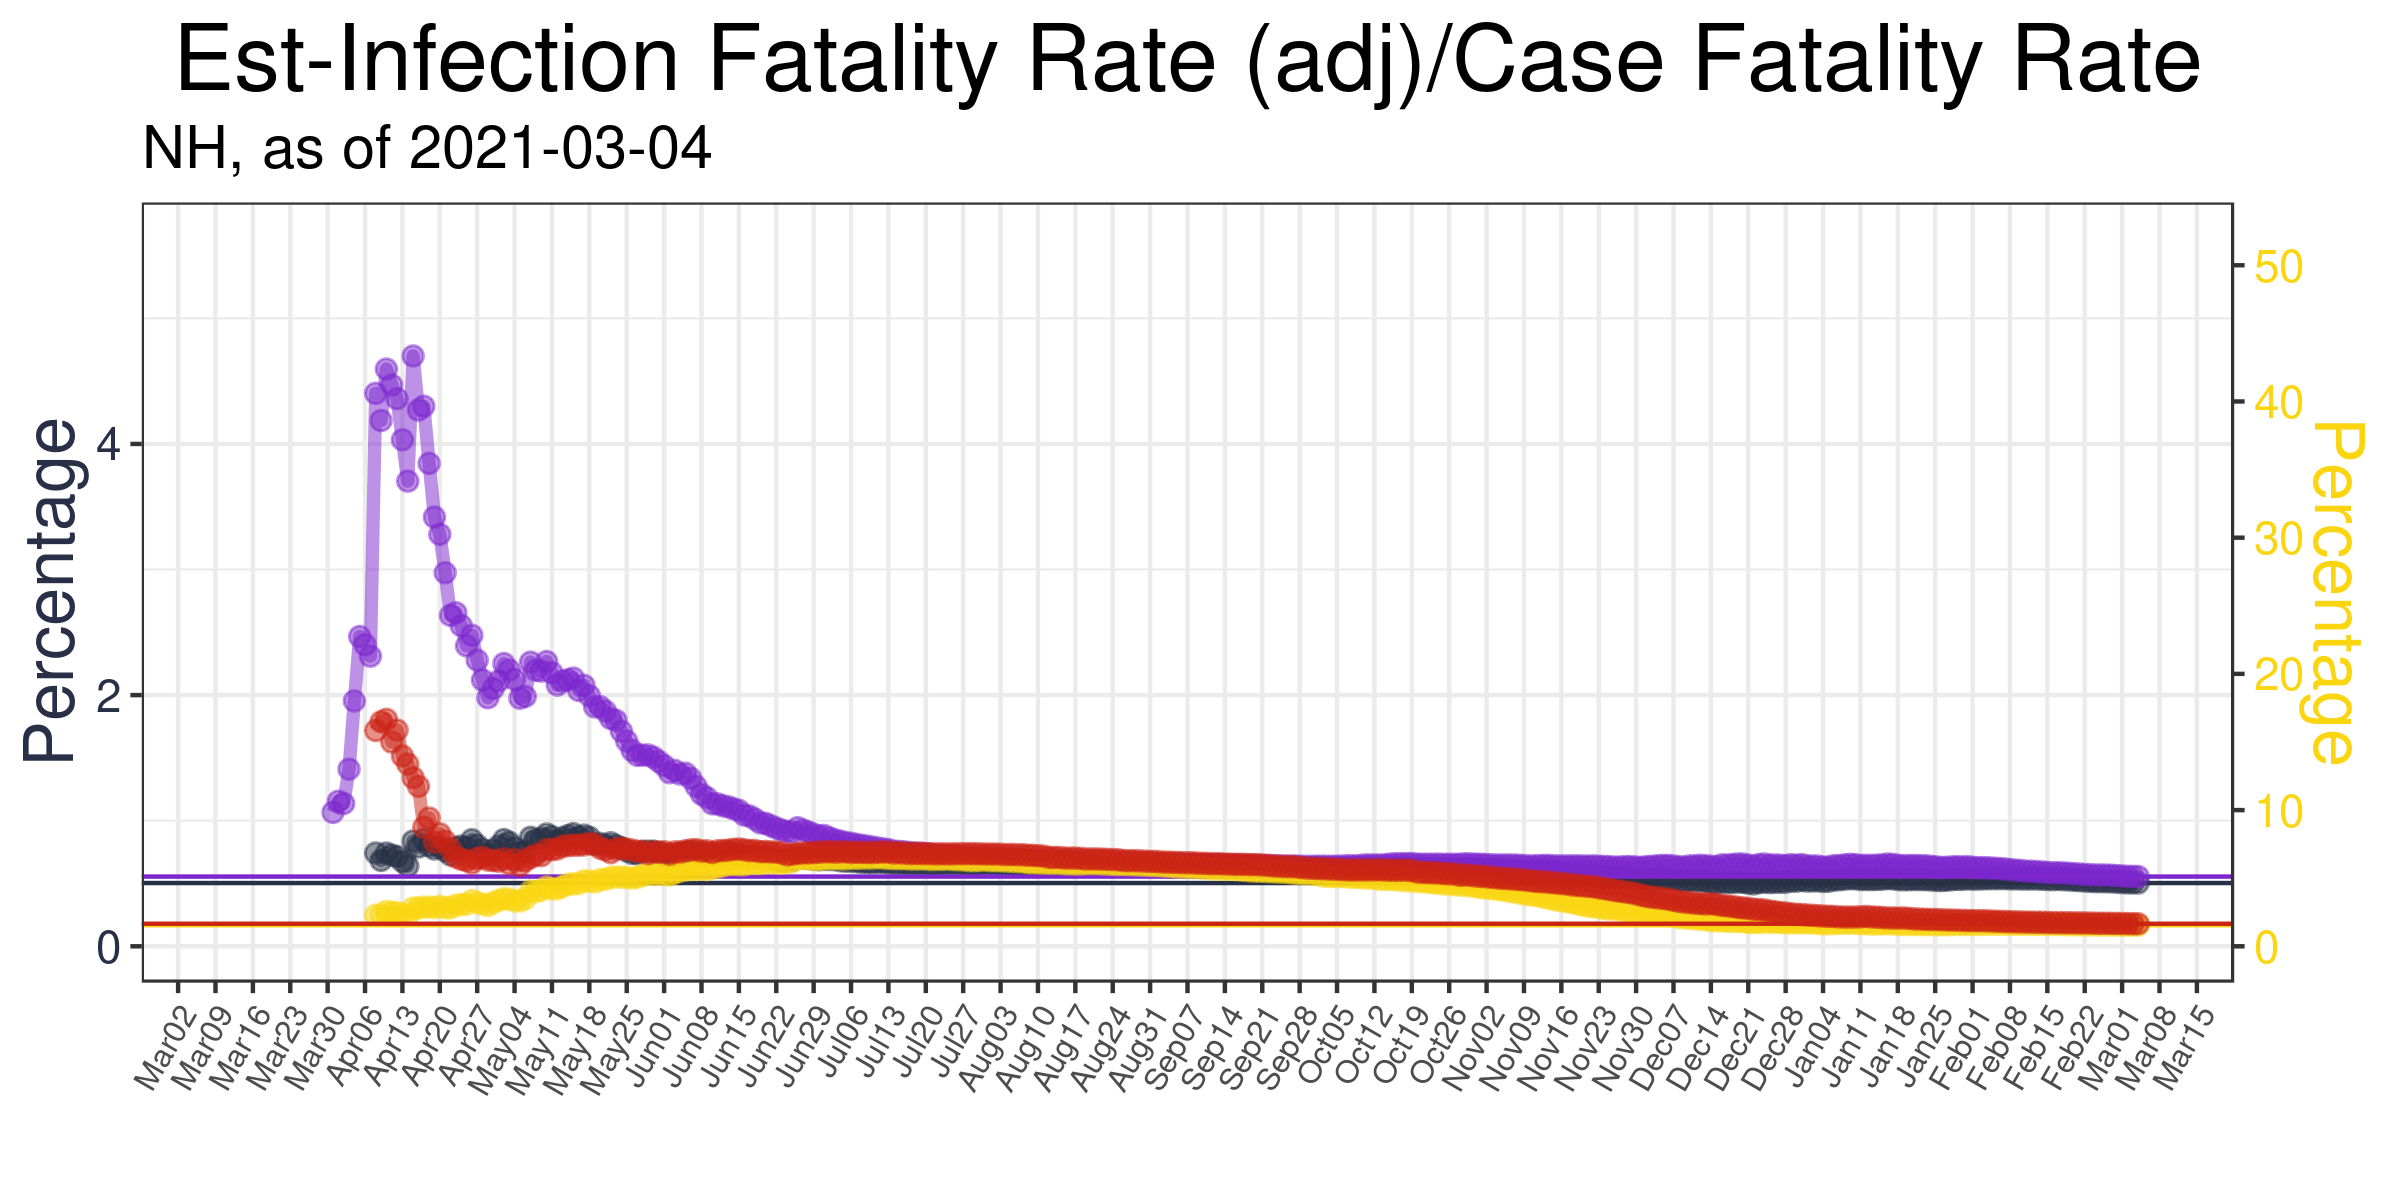 Est-Infection Fatality Rate (adj)/Case Fatality Rate
NH, as of 2021-03-04
Percentage
4
2
0
50
40
30
20
10
0
Percentage
Mar02
Mar09
Mar16
Mar23
Mar30
Apr06
Apr13
Apr20
Apr27
May04
May11
May18
May25
Jun01
Jun08
Jun15
Jun22
Jun29
Jul06
Jul13
Jul20
Jul27
Aug03
Aug10
Aug17
Aug24
Aug31
Sep07
Sep14
Sep21
Sep28
Oct05
Oct12
Oct19
Oct26
Nov02
Nov09
Nov16
Nov23
Nov30
Dec07
Dec14
Dec21
Dec28
Jan04
Jan11
Jan18
Jan25
Feb01
Feb08
Feb15
Feb22
Mar01
Mar08
Mar15